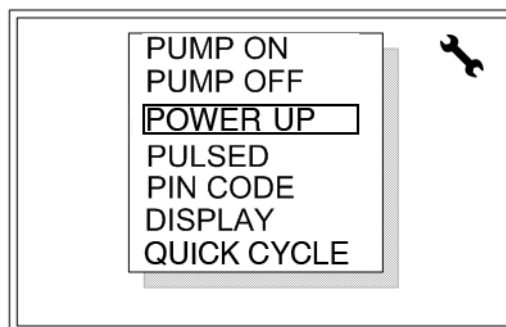 PUMP ON
PUMP OFF
POWER UP
PULSED
PIN CODE
DISPLAY
QUICK CYCLE